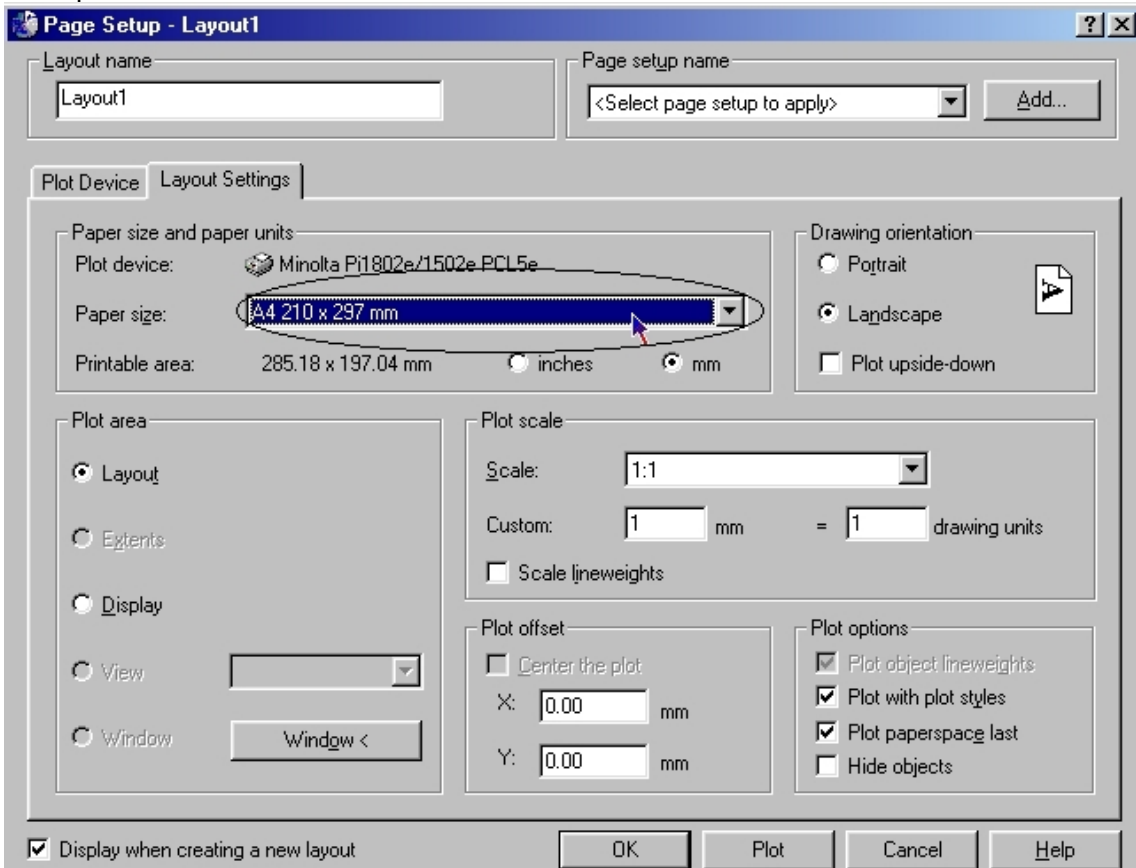 Page Setup - Layout1
Layout name
Page setup name
Layout1
<Select page setup to apply>
Add...
Plot Device
Layout Settings
Paper size and paper units
Plot device:
Minolta Pi1802e/1502e PCL5e
Paper size:
A4 210 x 297 mm
Printable area:
285.18 x 197.04 mm
inches
mm
Drawing orientation
Portrait
Landscape
Plot upside-down
A
Plot area
Layout
Extents
Display
View
Window
Window <
Plot scale
Scale:
1:1
Custom:
1
mm
=
1
drawing units
Scale lineweights
Plot offset
Center the plot
X:
0.00
mm
Y:
0.00
mm
Plot options
Plot object lineweights
Plot with plot styles
Plot paperspace last
Hide objects
Display when creating a new layout
OK
Plot
Cancel
Help